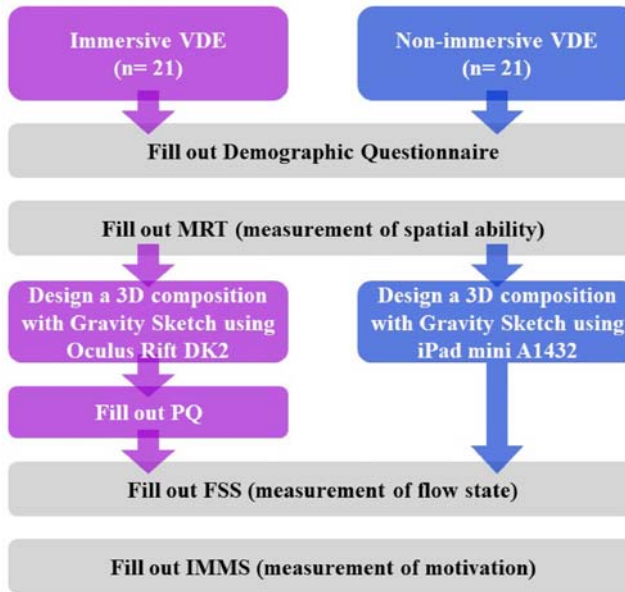 Immersive VDE
(n= 21)
Non-immersive VDE
(n= 21)
Fill out Demographic Questionnaire
Fill out MRT (measurement of spatial ability)
Design a 3D composition
with Gravity Sketch using
Oculus Rift DK2
Design a 3D composition
with Gravity Sketch using
iPad mini A1432
Fill out PQ
Fill out FSS (measurement of flow state)
Fill out IMMS (measurement of motivation)